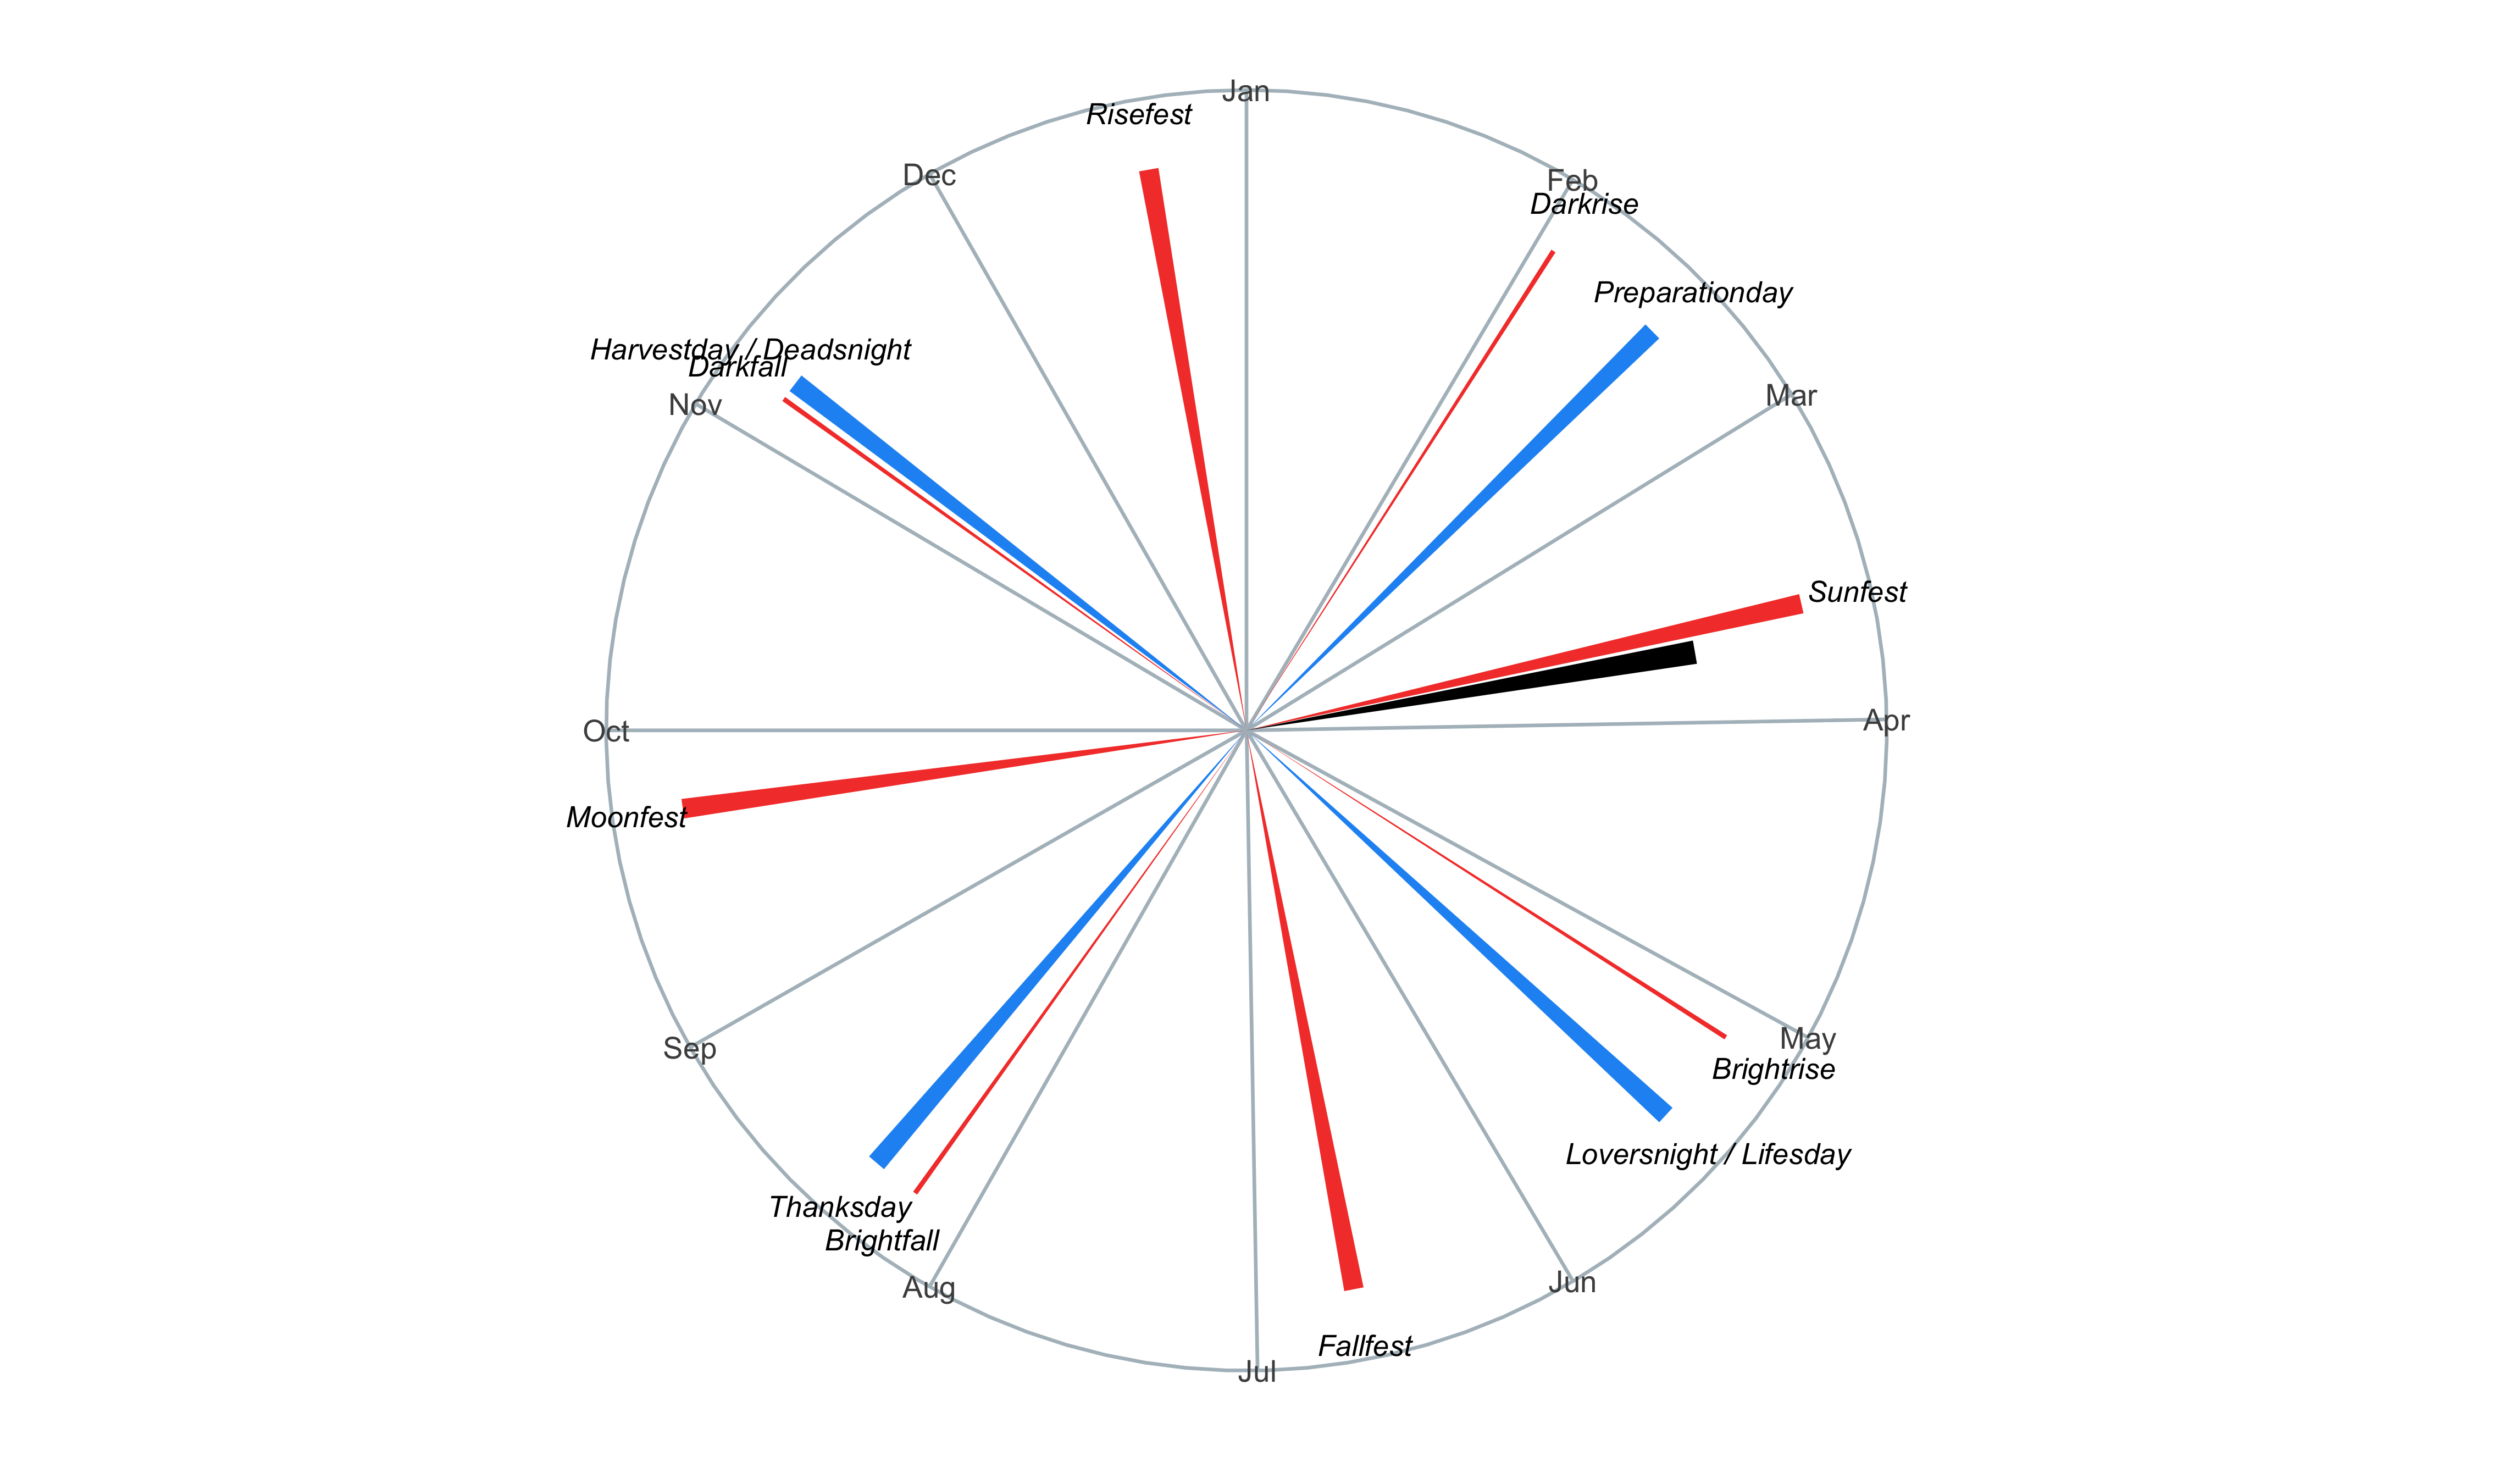 Jan
Risefest
Dec
Feb
Darkrise
Preparationday
Harvestday / Deadsnight
Darkfall
Nov
Mar
Sunfest
Apr
Oct
Moonfest
May
Sep
Brightrise
Loversnight / Lifesday
Thanksday
Brightfall
Jun
Aug
Fallfest
Jul